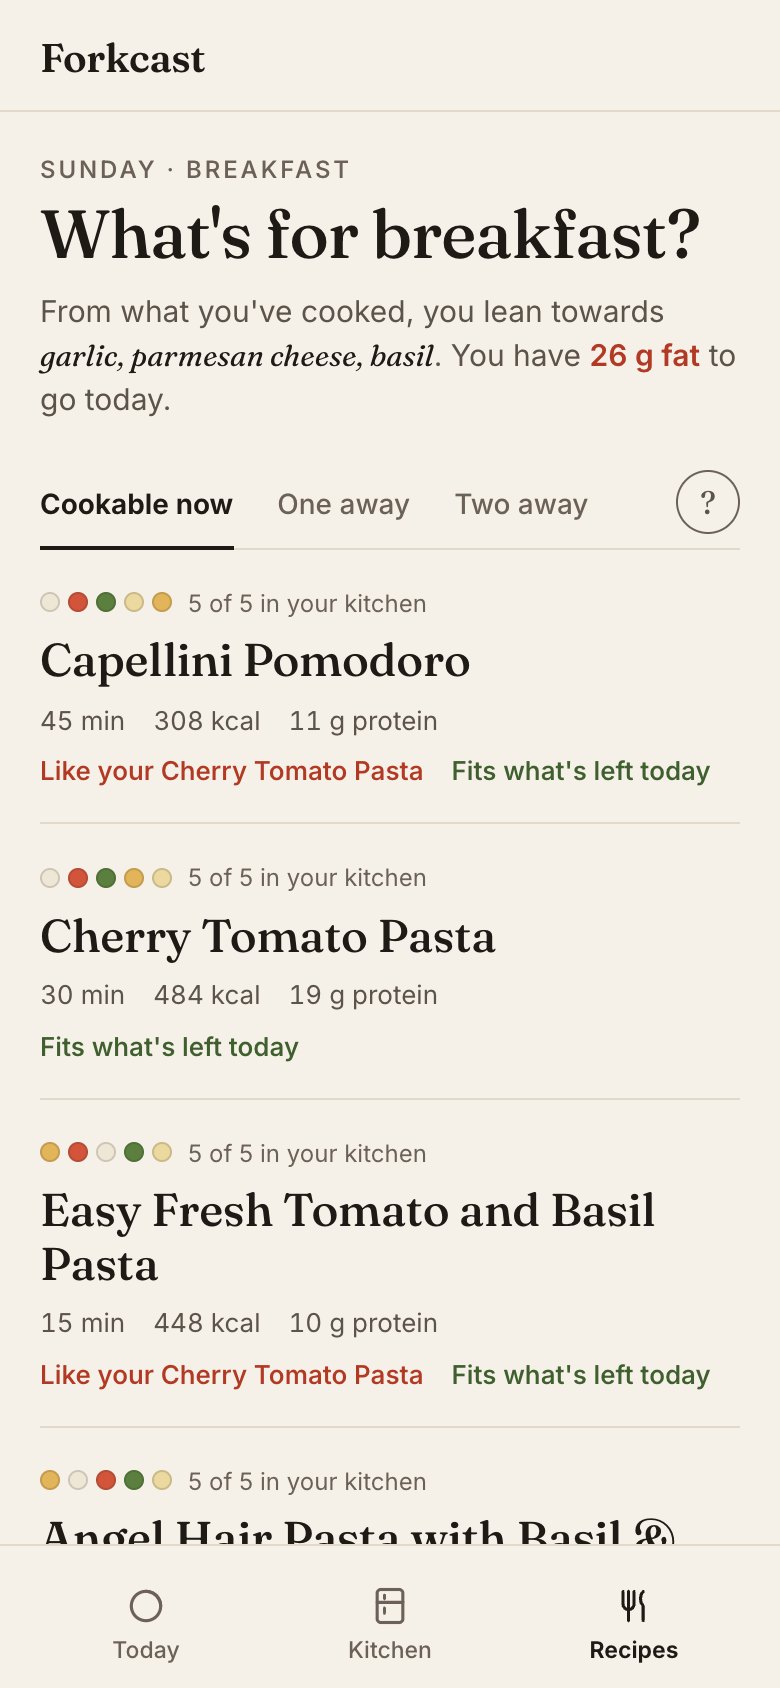 Forkcast
SUNDAY · BREAKFAST
What's for breakfast?
From what you've cooked, you lean towards
garlic, parmesan cheese, basil. You have 26 g fat to
go today.
Cookable now One away Two away ?
5 of 5 in your kitchen
Capellini Pomodoro
45 min 308 kcal 11 g protein
Like your Cherry Tomato Pasta Fits what's left today
5 of 5 in your kitchen
Cherry Tomato Pasta
30 min 484 kcal 19 g protein
Fits what's left today
5 of 5 in your kitchen
Easy Fresh Tomato and Basil
Pasta
15 min 448 kcal 10 g protein
Like your Cherry Tomato Pasta Fits what's left today
5 of 5 in your kitchen
Angel Hair Pasta with Basil &
Today Kitchen Recipes